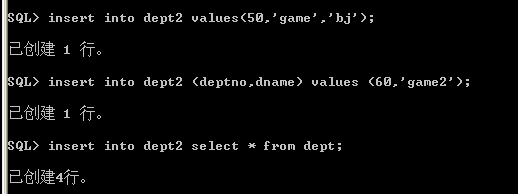 SQL> insert into dept2 values(50,'game','bj');
已创建 1 行。
SQL> insert into dept2 (deptno,dname) values (60,'game2');
已创建 1 行。
SQL> insert into dept2 select * from dept;
已创建4行。